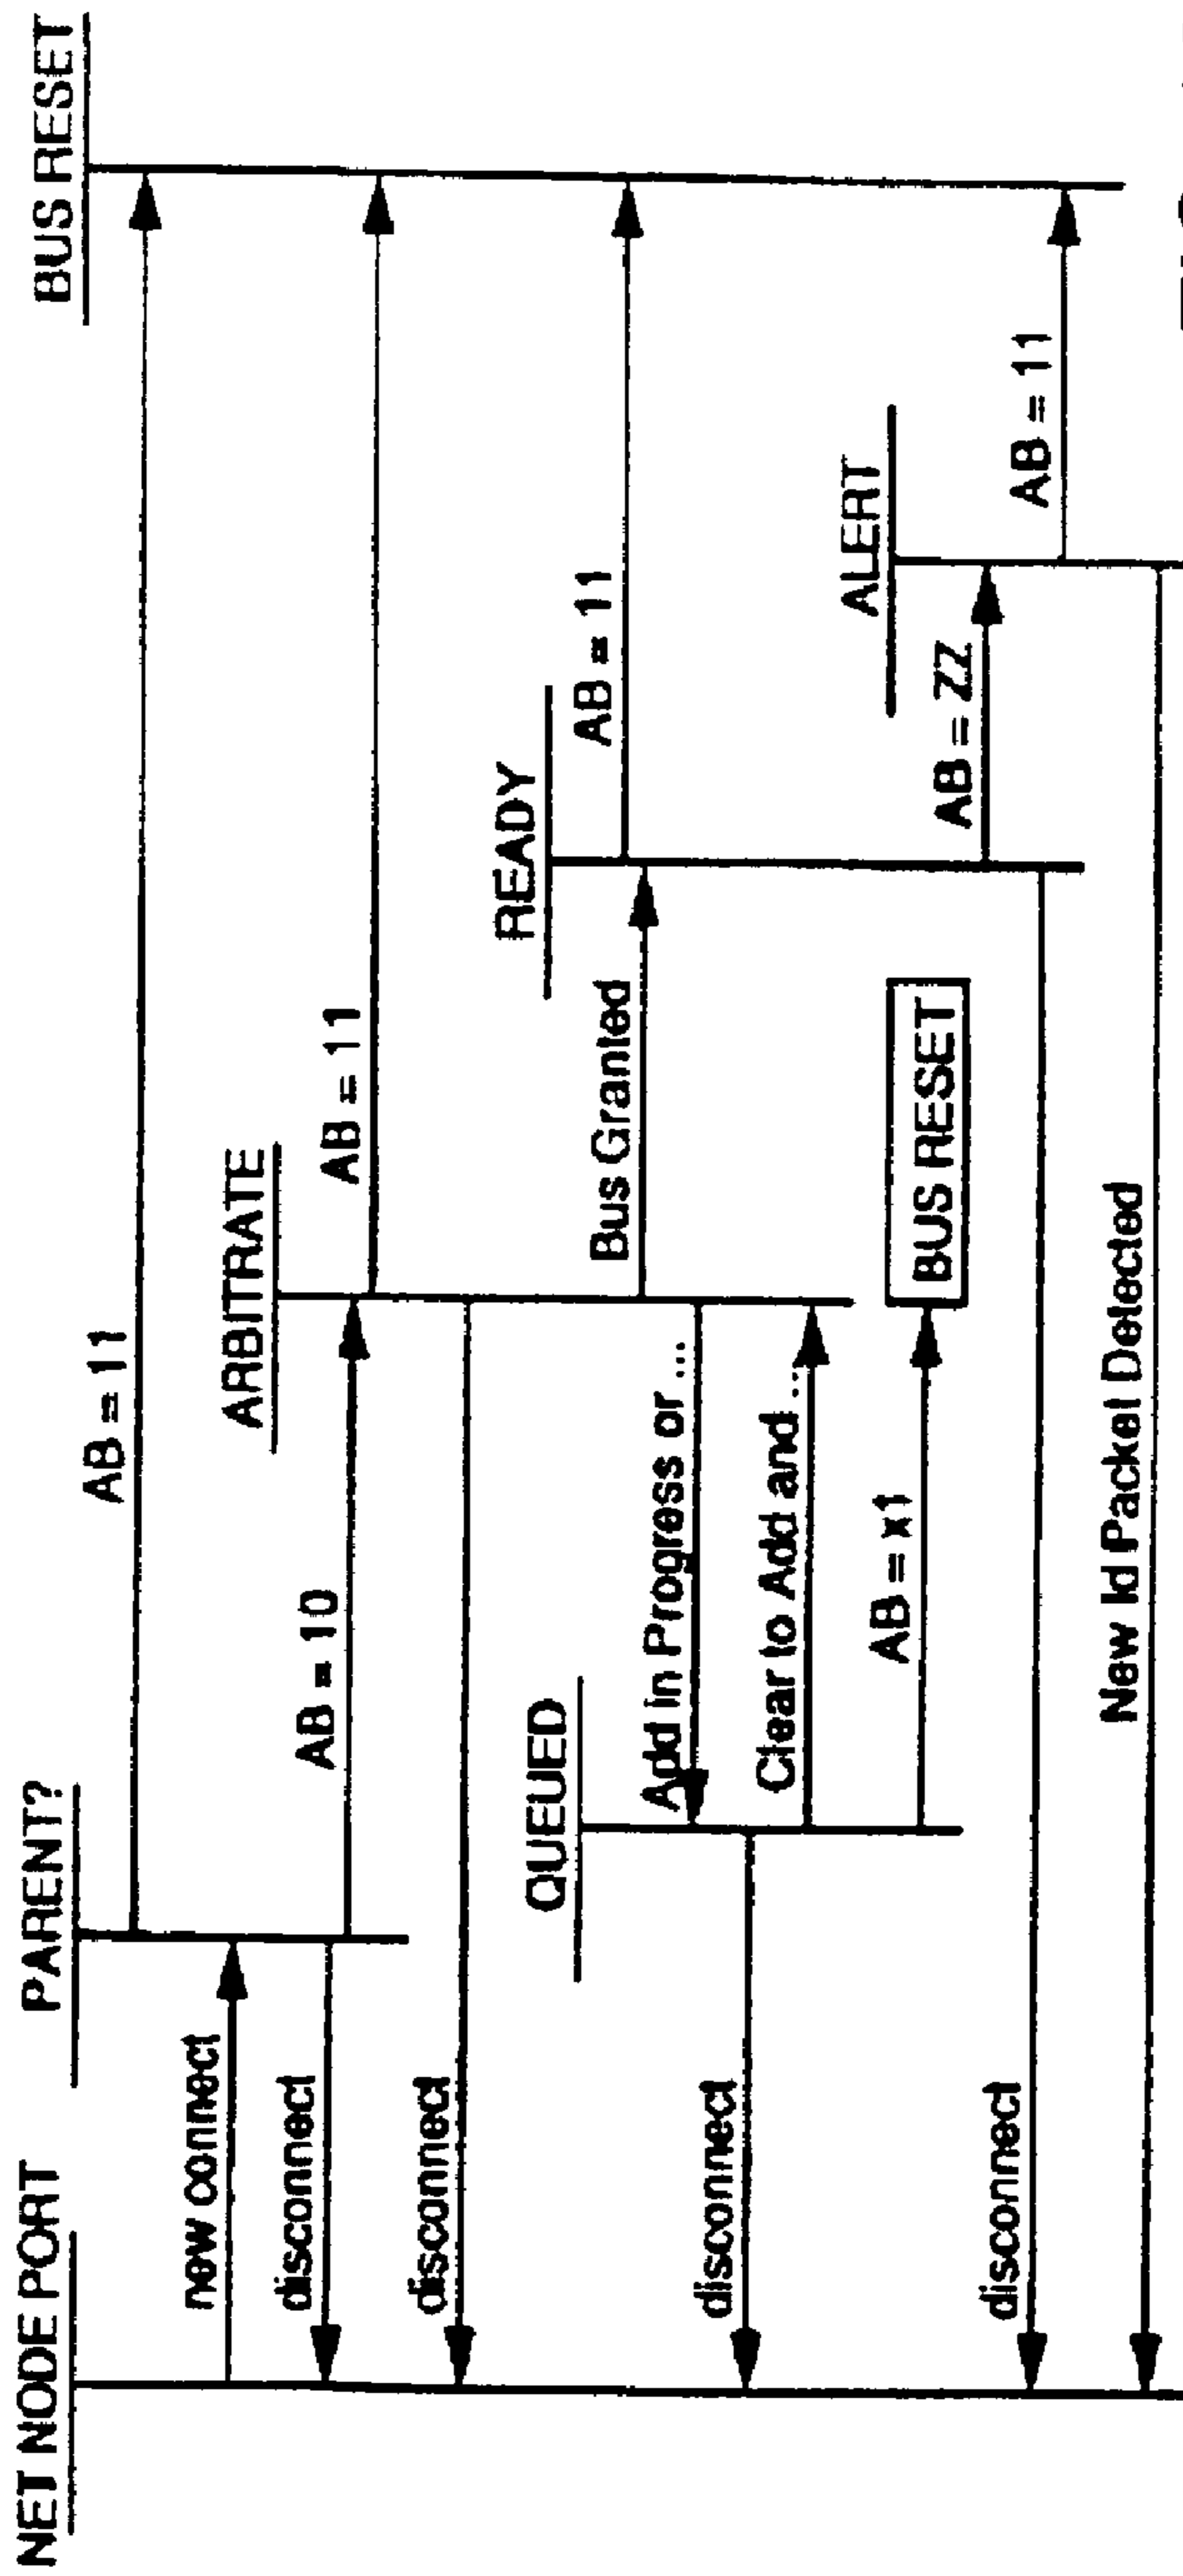 NET NODE PORT
PARENT?
BUS RESET
AB = 11
new connect
disconnect
ARBITRATE
AB = 10
AB = 11
disconnect
READY
QUEUED
AB = 11
Bus Granted
Add in Progress or ...
disconnect
Clear to Add and ...
ALERT
AB = x1
BUS RESET
AB = ZZ
disconnect
AB = 11
New Id Packet Detected